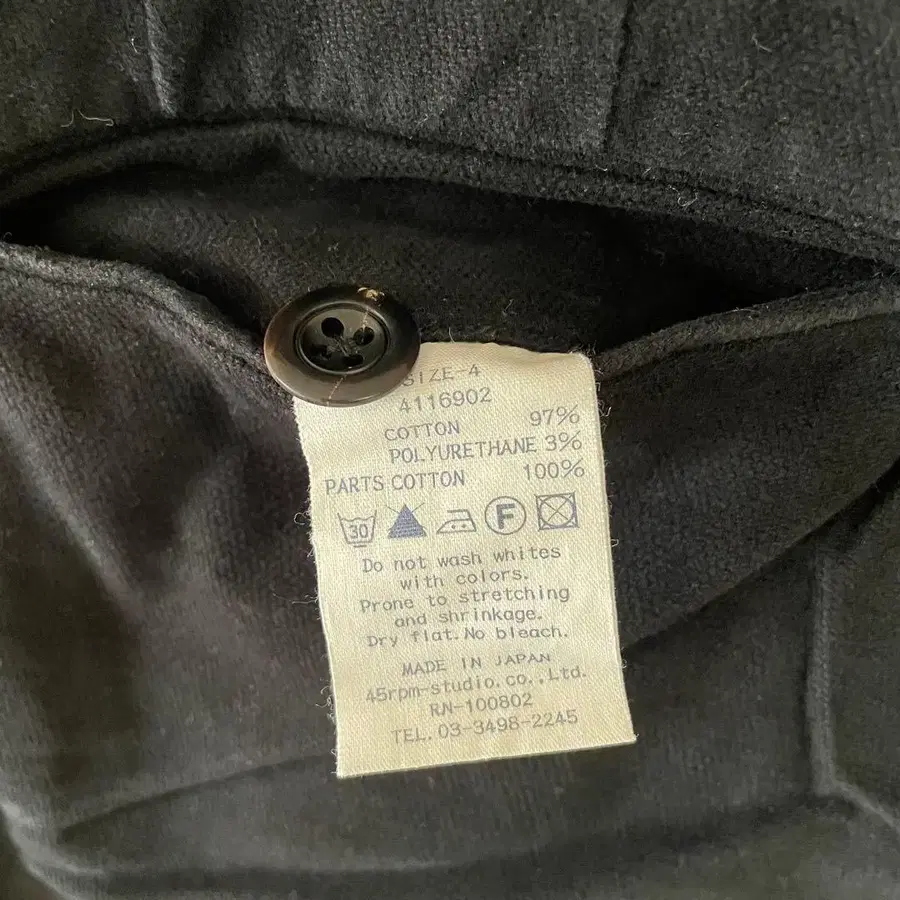 SIZE-4
4116902
COTTON 97%
POLYURETHANE 3%
PARTS COTTON 100%
30 F
Do not wash whites
with colors.
Prone to stretching
and shrinkage.
Dry flat. No bleach.
MADE IN JAPAN
45rpm-studio.co.,Ltd.
RN-100802
TEL.03-3498-2245